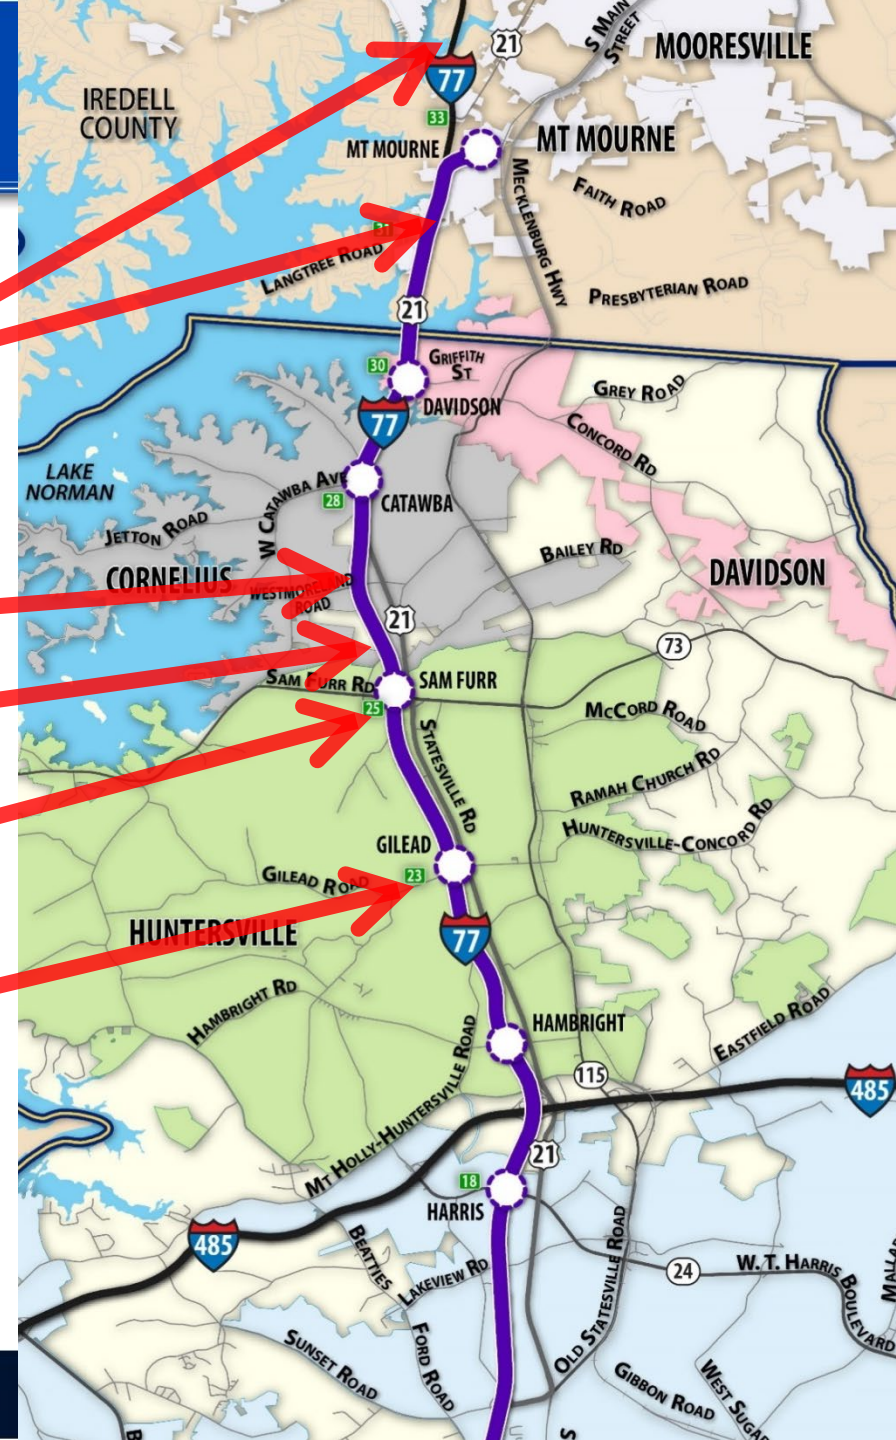 21
S MAIN
STREET
MOORESVILLE
IREDELL
COUNTY
77
33
MT MOURNE
MT MOURNE
MECKLENBURG HWY
FAITH ROAD
LANGTREE ROAD
PRESBYTERIAN ROAD
21
30
GRIFFITH
ST
GREY ROAD
DAVIDSON
77
CONCORD RD
LAKE
NORMAN
W CATAWBA AVE
28
CATAWBA
JETTON ROAD
BAILEY RD
CORNELIUS
WESTMORELAND
ROAD
DAVIDSON
21
73
SAM FURR RD
SAM FURR
25
MCCORD ROAD
STATESVILLE RD
RAMAH CHURCH RD
HUNTERSVILLE-CONCORD RD
GILEAD
GILEAD ROAD
23
HUNTERSVILLE
77
HAMBRIGHT RD
HAMBRIGHT
EASTFIELD ROAD
115
485
MT HOLLY-HUNTERSVILLE ROAD
21
18
HARRIS
485
BEATTIES
FORD ROAD
LAKEVIEW RD
OLD STATESVILLE ROAD
24
W.T. HARRIS BOULEVARD
SUNSET ROAD
GIBBON ROAD
WEST SUGA